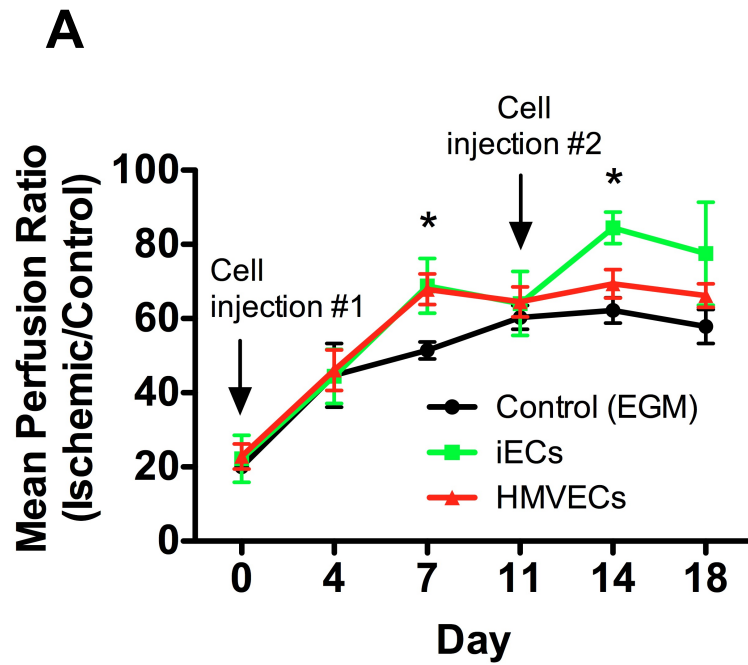 A
Mean Perfusion Ratio
(Ischemic/Control)
100
80
60
40
20
0
Cell
injection #1
*
Cell
injection #2
*
Control (EGM)
iECs
HMVECs
0 4 7 11 14 18
Day